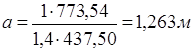 a = 1·773,54 / 1,4·437,50 = 1,263 м